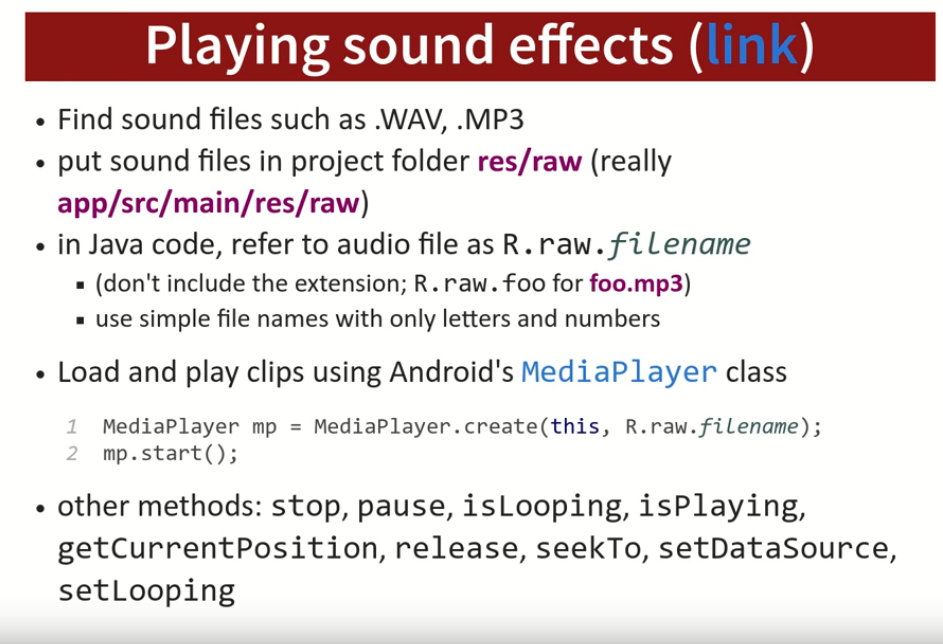 Playing sound effects (link)
• Find sound files such as .WAV, .MP3
• put sound files in project folder res/raw (really
app/src/main/res/raw)
• in Java code, refer to audio file as R.raw.filename
▪ (don't include the extension; R.raw.foo for foo.mp3)
▪ use simple file names with only letters and numbers
• Load and play clips using Android's MediaPlayer class
1 MediaPlayer mp = MediaPlayer.create(this, R.raw.filename);
2 mp.start();
• other methods: stop, pause, isLooping, isPlaying,
getCurrentPosition, release, seekTo, setDataSource,
setLooping